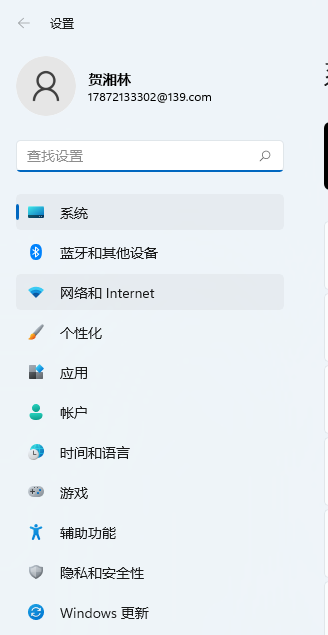 设置
贺湘林
17872133302@139.com
查找设置
系统
蓝牙和其他设备
网络和 Internet
个性化
应用
帐户
时间和语言
游戏
辅助功能
隐私和安全性
Windows 更新